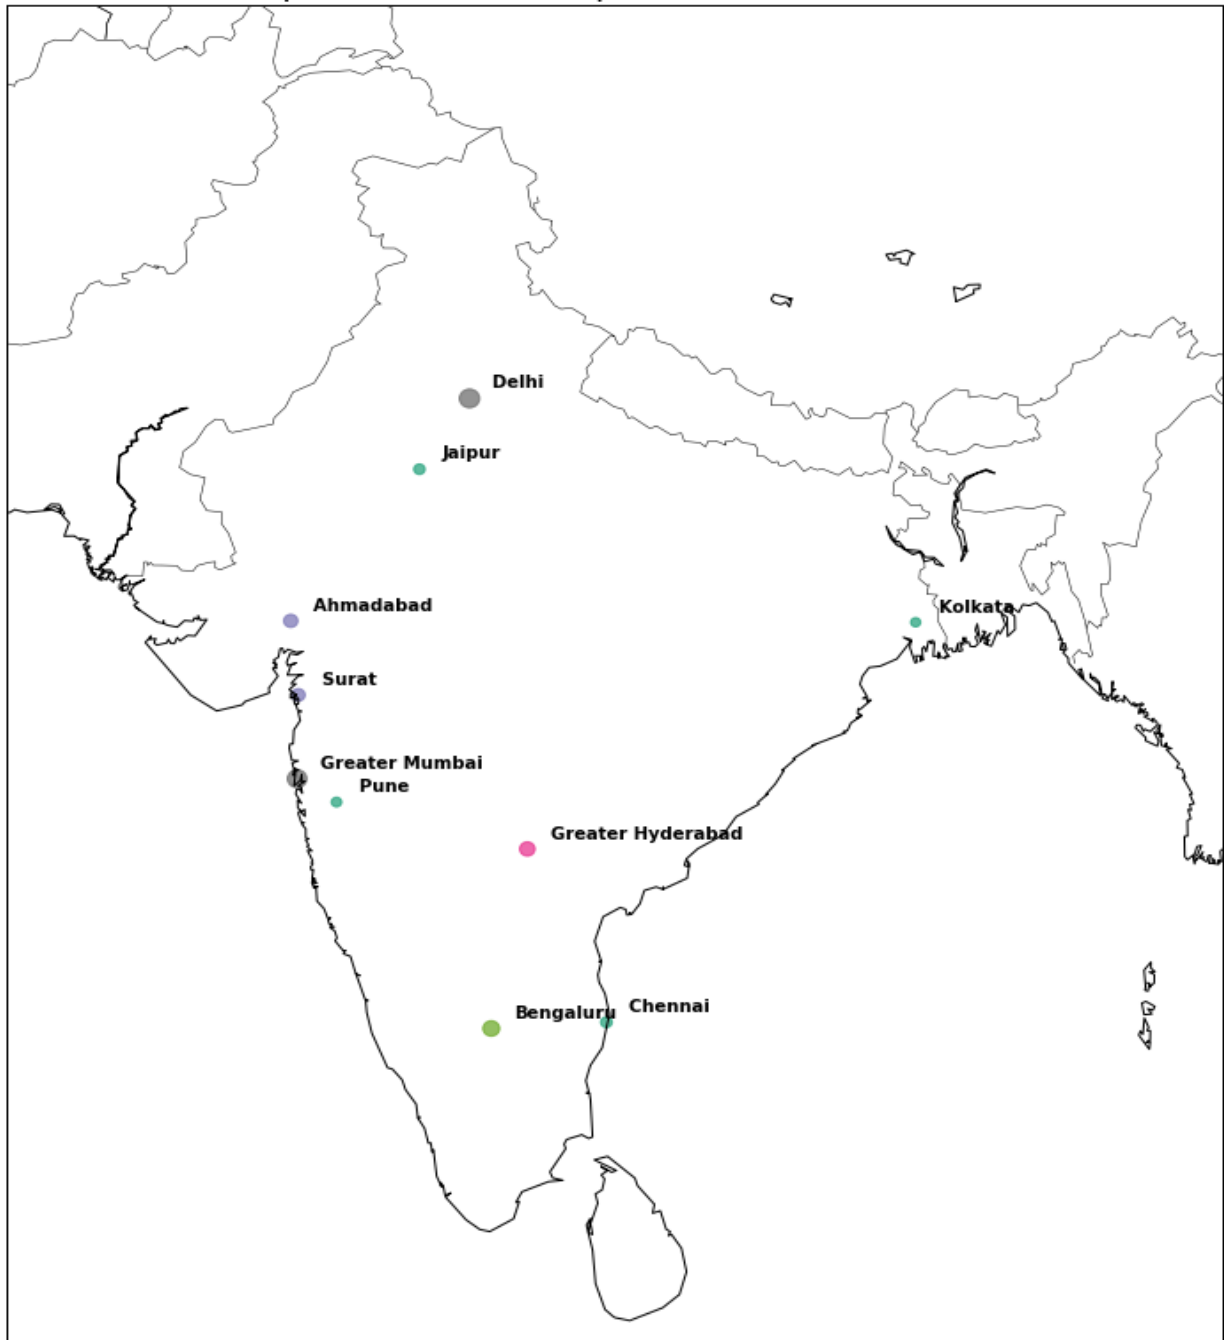 Delhi
Jaipur
Ahmadabad
Kolkata
Surat
Greater Mumbai
Pune
Greater Hyderabad
Bengaluru
Chennai